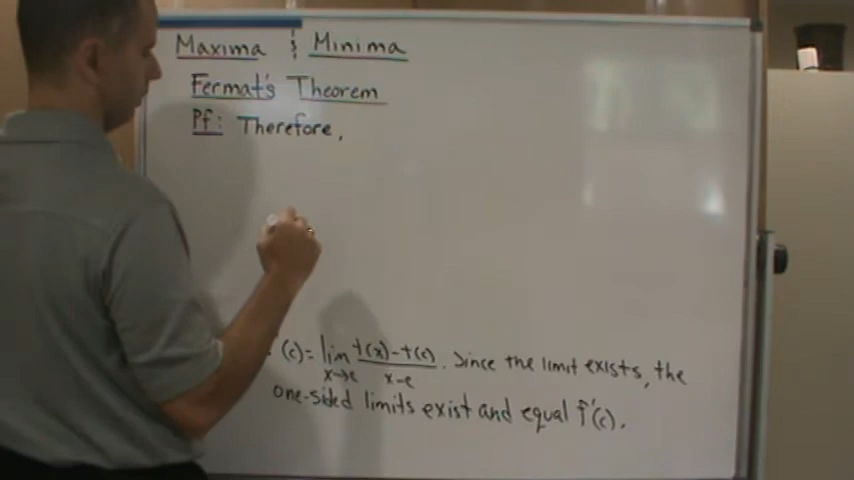 Maxima & Minima
Fermat's Theorem
Pf: Therefore,
(c) = lim x→c f(x)-f(c) / x-c . Since the limit exists, the
one-sided limits exist and equal f'(c).